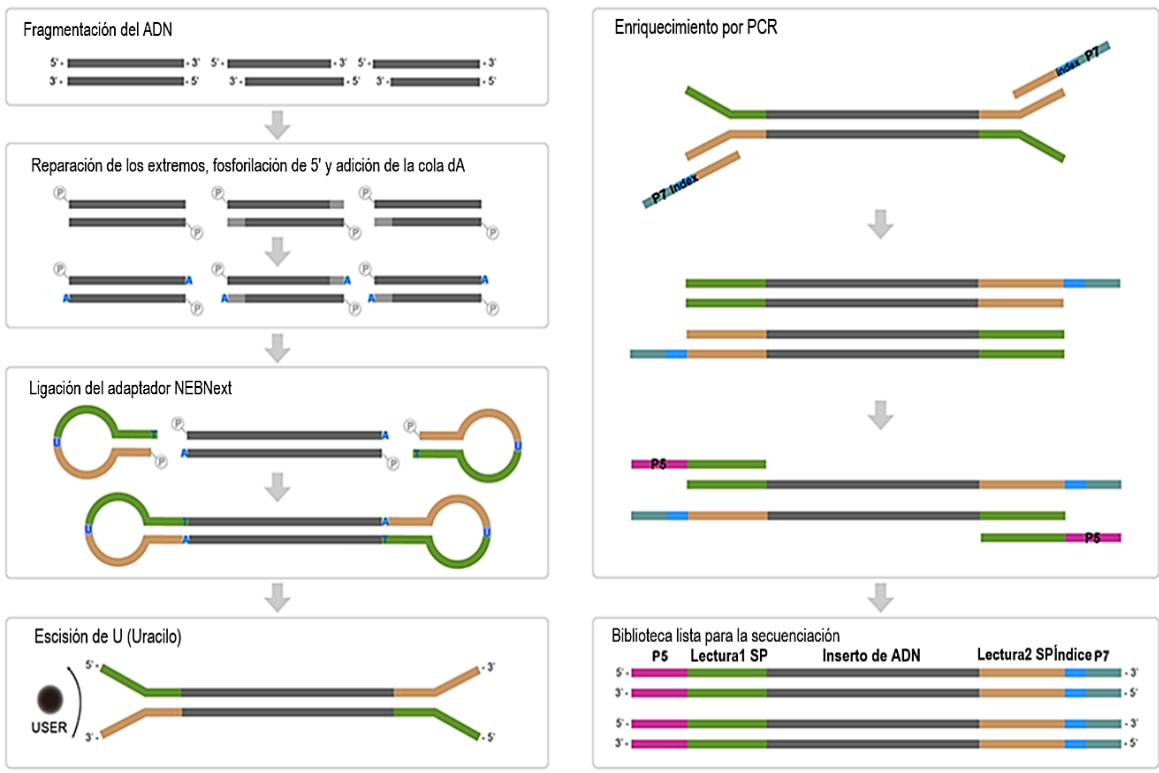 Fragmentación del ADN
5'- -3' 5'- -3' 5'- -3'
3'- -5' 3'- -5' 3'- -5'
Reparación de los extremos, fosforilación de 5' y adición de la cola dA
P P P
P P P
P A P A P A
A P A P A P
Ligación del adaptador NEBNext
P A P
U T U
P A P T
T A
U U
A T
Escisión de U (Uracilo)
5'- -3'
USER
3'- -5'
Enriquecimiento por PCR
Index P7
P7 Index
P5
P5
Biblioteca lista para la secuenciación
P5 Lectura1 SP Inserto de ADN Lectura2 SP Índice P7
5'- -3'
3'- -5'
5'- -3'
3'- -5'